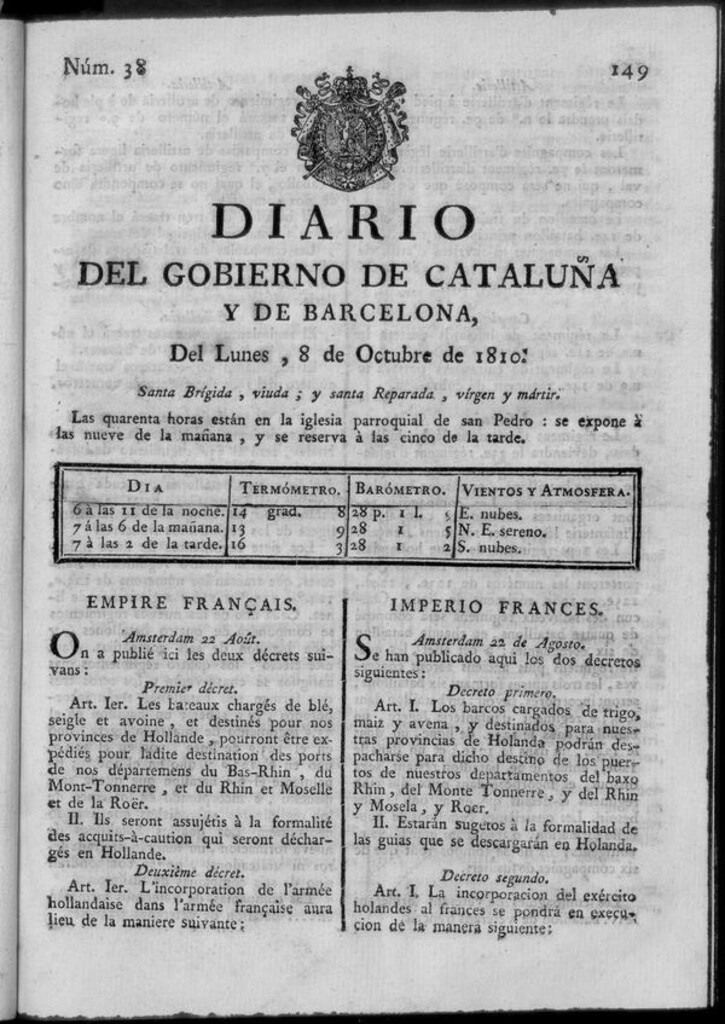 Núm. 38 149
DIARIO
DEL GOBIERNO DE CATALUÑA
Y DE BARCELONA,
Del Lunes , 8 de Octubre de 1810.
Santa Brígida , viuda ; y santa Reparada , vírgen y mártir.
Las quarenta horas están en la iglesia parroquial de san Pedro : se expone à
las nueve de la mañana , y se reserva à las cinco de la tarde.
DIA TERMÓMETRO. BARÓMETRO. VIENTOS Y ATMOSFERA.
6 à las 11 de la noche. 14 grad. 8 28 p. 1 l. 5 E. nubes.
7 á las 6 de la mañana. 13 9 28 1 5 N. E. sereno.
7 à las 2 de la tarde. 16 3 28 1 2 S. nubes.
EMPIRE FRANÇAIS.
Amsterdam 22 Août.
On a publié ici les deux décrets sui-
vans :
Premier décret.
Art. Ier. Les bateaux chargés de blé,
seigle et avoine , et destinés pour nos
provinces de Hollande , pourront être ex-
pédiés pour ladite destination des ports
de nos départemens du Bas-Rhin , du
Mont-Tonnerre , et du Rhin et Moselle
et de la Roër.
II. Ils seront assujétis à la formalité
des acquits-à-caution qui seront déchar-
gés en Hollande.
Deuxième décret.
Art. Ier. L'incorporation de l'armée
hollandaise dans l'armée française aura
lieu de la maniere suivante :
IMPERIO FRANCES.
Amsterdam 22 de Agosto.
Se han publicado aqui los dos decretos
siguientes :
Decreto primero.
Art. I. Los barcos cargados de trigo,
maiz y avena , y destinados para nues-
tras provincias de Holanda podrán des-
pacharse para dicho destino de los puer-
tos de nuestros departamentos del baxo
Rhin , del Monte Tonnerre, y del Rhin
y Mosela, y Roer.
II. Estarán sugetos à la formalidad de
las guias que se descargarán en Holanda.
Decreto segundo.
Art. I. La incorporacion del exército
holandes al frances se pondrá en execu-
cion de la manera siguiente: